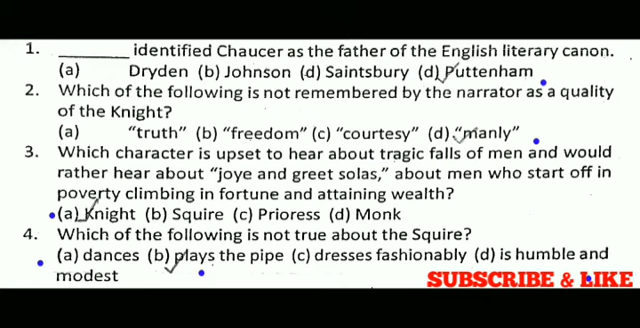 1. ________ identified Chaucer as the father of the English literary canon.
(a) Dryden (b) Johnson (d) Saintsbury (d) Puttenham
2. Which of the following is not remembered by the narrator as a quality
of the Knight?
(a) “truth” (b) “freedom” (c) “courtesy” (d) “manly”
3. Which character is upset to hear about tragic falls of men and would
rather hear about “joye and greet solas,” about men who start off in
poverty climbing in fortune and attaining wealth?
(a) Knight (b) Squire (c) Prioress (d) Monk
4. Which of the following is not true about the Squire?
(a) dances (b) plays the pipe (c) dresses fashionably (d) is humble and
modest
SUBSCRIBE & LIKE